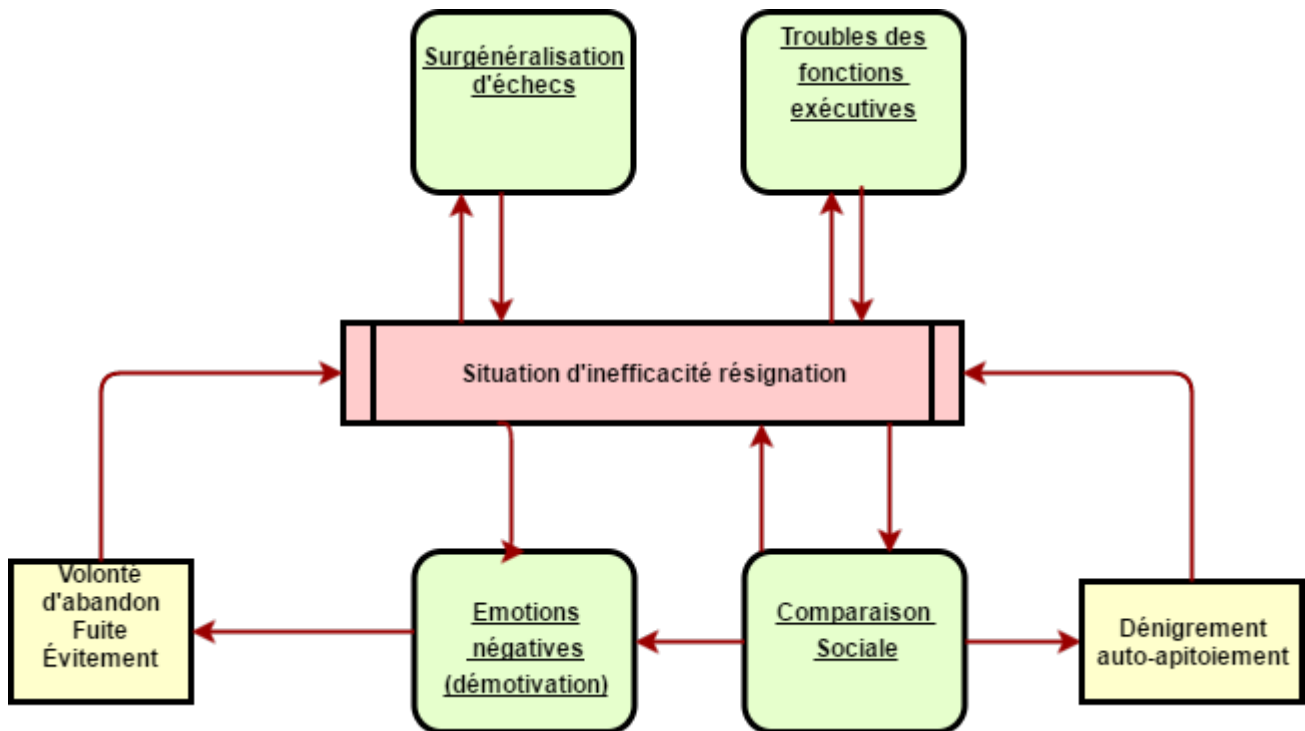 Surgénéralisation
d'échecs
Troubles des
fonctions
exécutives
Situation d'inefficacité résignation
Volonté
d'abandon
Fuite
Évitement
Emotions
négatives
(démotivation)
Comparaison
Sociale
Dénigrement
auto-apitoiement